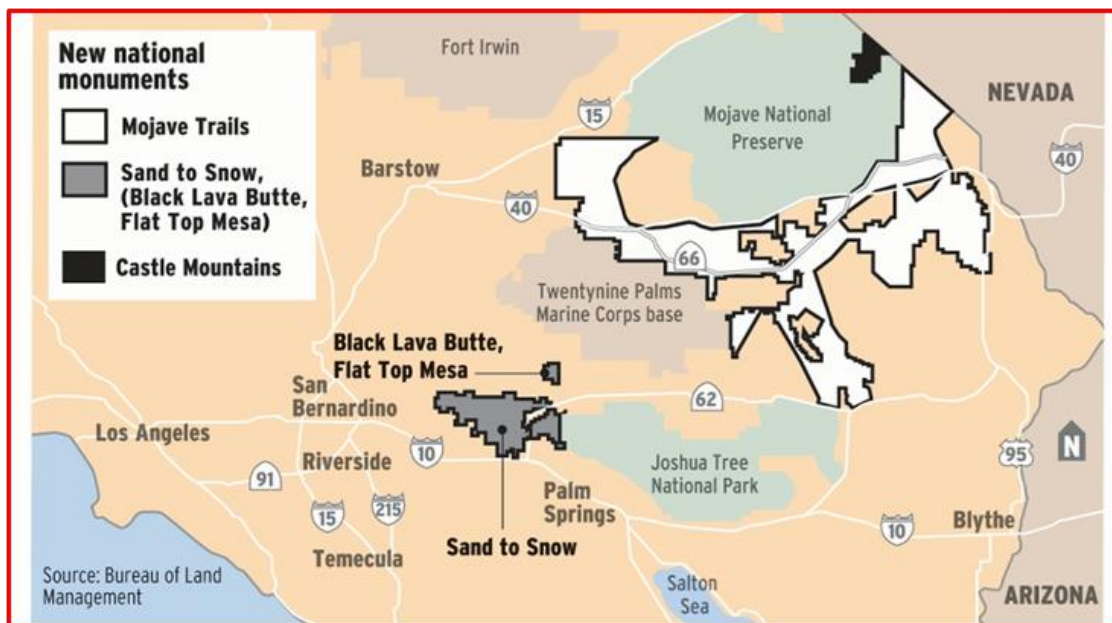 New national
monuments
Mojave Trails
Sand to Snow,
(Black Lava Butte,
Flat Top Mesa)
Castle Mountains
Fort Irwin
15
Mojave National
Preserve
NEVADA
40
Barstow
40
66
Twentynine Palms
Marine Corps base
Black Lava Butte,
Flat Top Mesa
San
Bernardino
62
Los Angeles
Riverside
10
91
Joshua Tree
National Park
95
N
Palm
Springs
15
215
10
Blythe
Temecula
Sand to Snow
Source: Bureau of Land
Management
Salton
Sea
ARIZONA